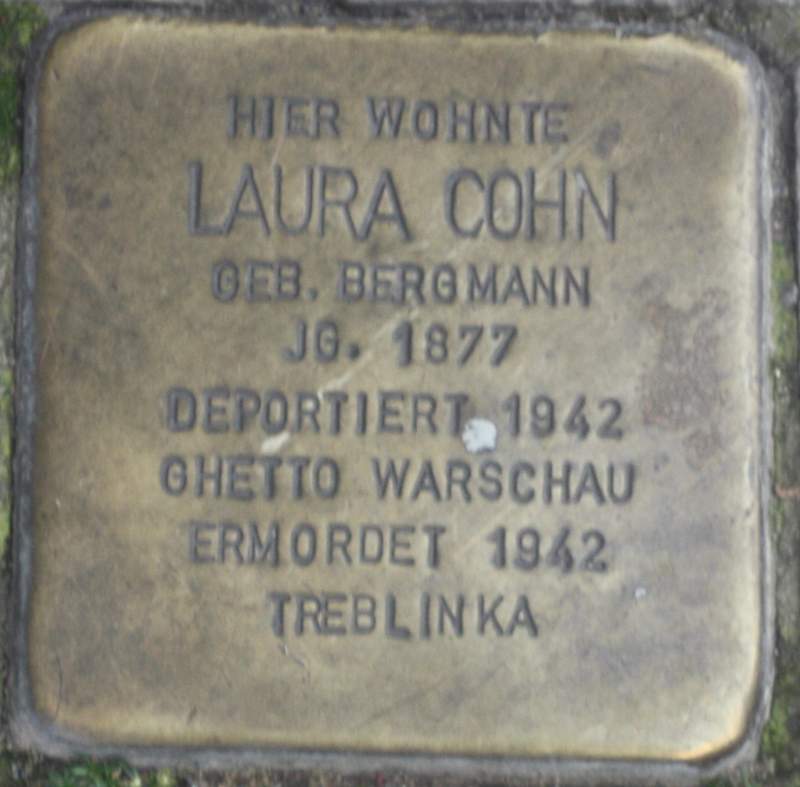 HIER WOHNTE
LAURA COHN
GEB. BERGMANN
JG. 1877
DEPORTIERT 1942
GHETTO WARSCHAU
ERMORDET 1942
TREBLINKA